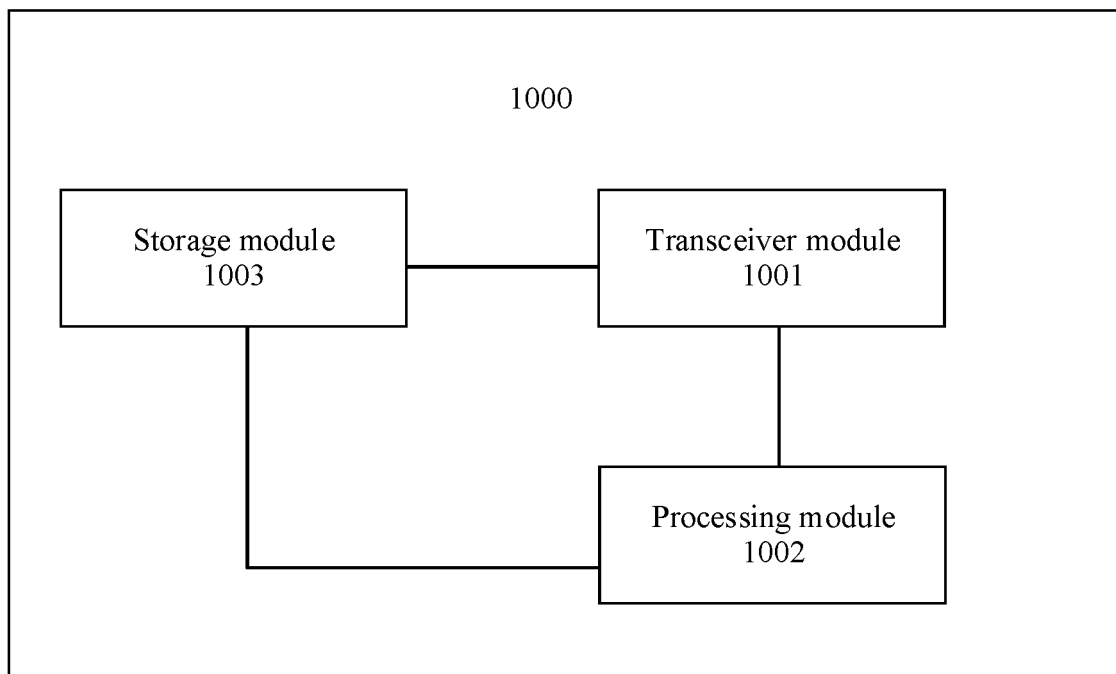 1000
Storage module
1003
Transceiver module
1001
Processing module
1002